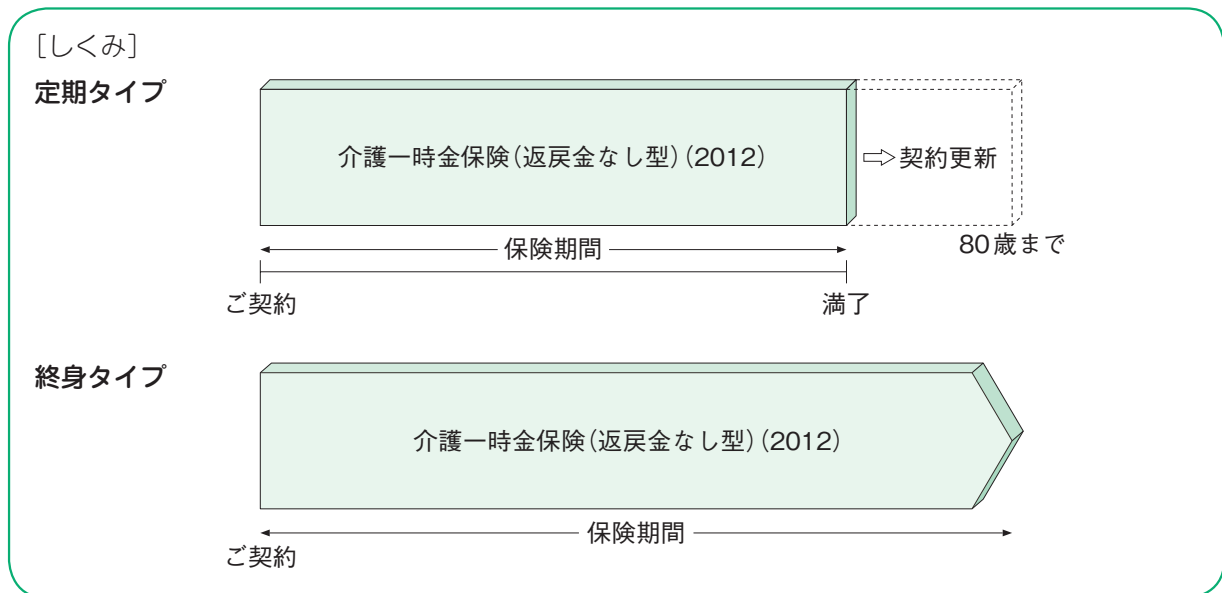 [しくみ]
定期タイプ
介護一時金保険(返戻金なし型)(2012)
⇨契約更新
保険期間
80歳まで
ご契約
満了
終身タイプ
介護一時金保険(返戻金なし型)(2012)
保険期間
ご契約